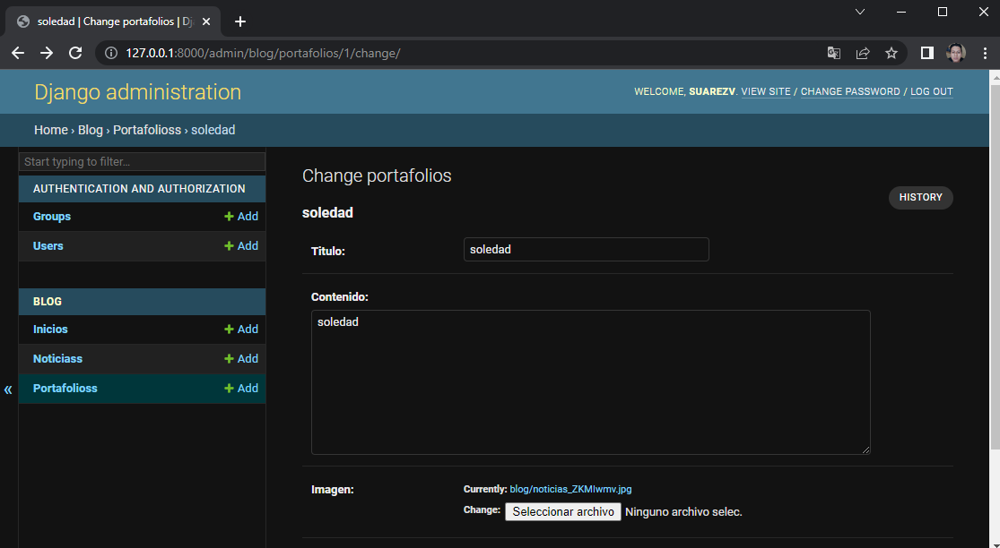 soledad | Change portafolios | Dj
127.0.0.1:8000/admin/blog/portafolios/1/change/
Django administration
WELCOME, SUAREZV. VIEW SITE / CHANGE PASSWORD / LOG OUT
Home › Blog › Portafolioss › soledad
Start typing to filter...
AUTHENTICATION AND AUTHORIZATION
Groups + Add
Users + Add
BLOG
Inicios + Add
Noticiass + Add
Portafolioss + Add
«
Change portafolios
HISTORY
soledad
Titulo: soledad
Contenido:
soledad
Imagen: Currently: blog/noticias_ZKMIwmv.jpg
Change: Seleccionar archivo Ninguno archivo selec.